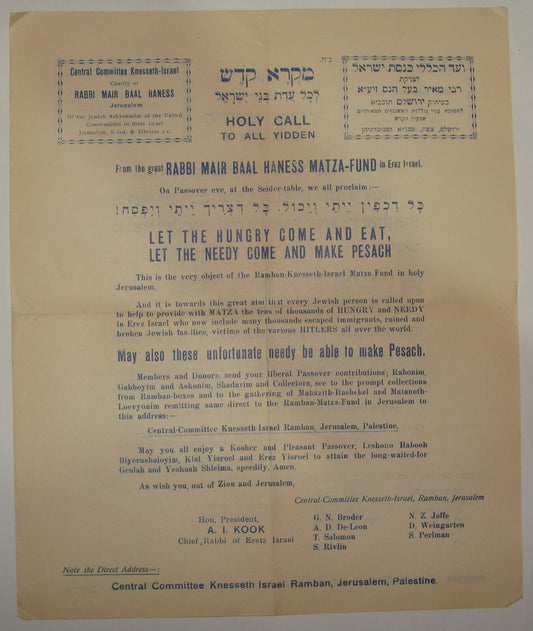 Central Committee Knesseth-Israel
Charity of
RABBI MAIR BAAL HANESS
Jerusalem
Of the Jewish Ashkenazim of the United
Communities in Eretz Israel
Jerusalem, Safed, & Tiberias etc.
ב״ה.
מקרא קדש
לכל עדת בני ישראל
HOLY CALL
TO ALL YIDDEN
ועד הכללי כנסת ישראל
לצדקת
רבי מאיר בעל הנס זיע״א
בעיה״ק ירושלם תובב״א
ירושלם, צפת, טבריא וסביבותיהן
From the great RABBI MAIR BAAL HANESS MATZA-FUND in Erez Israel.
On Passover eve, at the Seider-table, we all proclaim:—
כל דכפין ייתי וייכול, כל דצריך ייתי ויפסח!
LET THE HUNGRY COME AND EAT,
LET THE NEEDY COME AND MAKE PESACH
This is the very object of the Ramban-Knesseth-Israel Matza Fund in holy
Jerusalem.
And it is towards this great aim that every Jewish person is called upon
to help to provide with MATZA the tens of thousands of HUNGRY and NEEDY
in Erez Israel who now include many thousands escaped immigrants, ruined and
broken Jewish families, victims of the various HITLERS all over the world.
May also these unfortunate needy be able to make Pesach.
Members and Donors, send your liberal Passover contributions; Rabonim,
Gabboyim and Askonim, Shadarim and Collectors, see to the prompt collections
from Ramban-boxes and to the gathering of Mahazith-Hashekel and Matanoth-
Loevyonim remitting same direct to the Ramban-Matza-Fund in Jerusalem to
this address:—
Central-Committee Knesseth-Israel Ramban, Jerusalem, Palestine.
May you all enjoy a Kosher and Pleasant Passover, Leshono Habooh
Biyerusholoyim, Klal Yisroel and Erez Yisroel to attain the long-waited-for
Geulah and Yeshuah Shleima, speedily, Amen.
As wish you, out of Zion and Jerusalem,
Central-Committee Knesseth-Israel, Ramban, Jerusalem
Hon. President,
A. I. KOOK
Chief Rabbi of Eretz Israel
G. N. Broder
A. D. De-Leon
T. Salomon
S. Rivlin
N. Z. Joffe
D. Weingarten
S. Perlman
Note the Direct Address—:
Central Committee Knesseth Israel Ramban, Jerusalem, Palestine.